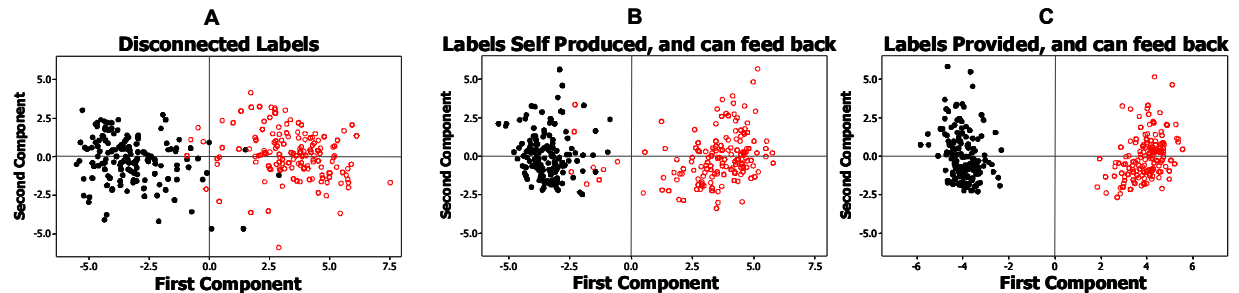 A
Disconnected Labels
Second Component
5.0
2.5
0.0
-2.5
-5.0
-5.0
-2.5
0.0
2.5
5.0
7.5
First Component
B
Labels Self Produced, and can feed back
Second Component
5.0
2.5
0.0
-2.5
-5.0
-5.0
-2.5
0.0
2.5
5.0
7.5
First Component
C
Labels Provided, and can feed back
Second Component
5.0
2.5
0.0
-2.5
-5.0
-6
-4
-2
0
2
4
6
First Component